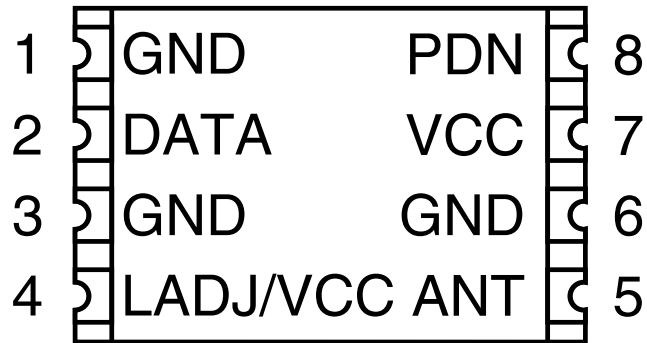 1 GND PDN 8
2 DATA VCC 7
3 GND GND 6
4 LADJ/VCC ANT 5